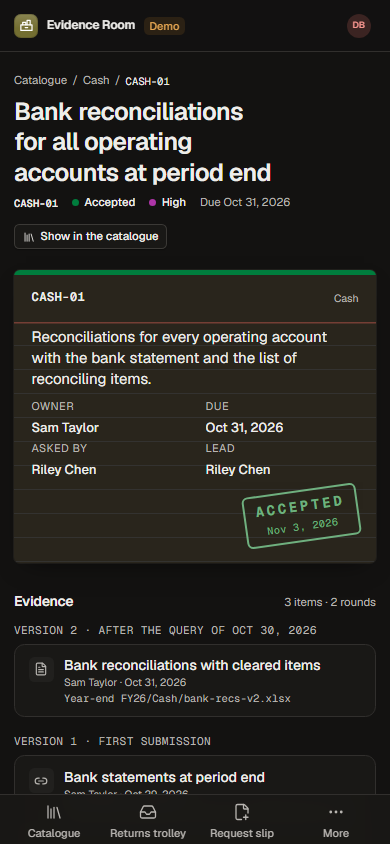 Evidence Room Demo DB
Catalogue / Cash / CASH-01
Bank reconciliations
for all operating
accounts at period end
CASH-01 Accepted High Due Oct 31, 2026
Show in the catalogue
CASH-01 Cash
Reconciliations for every operating account
with the bank statement and the list of
reconciling items.
OWNER DUE
Sam Taylor Oct 31, 2026
ASKED BY LEAD
Riley Chen Riley Chen
ACCEPTED
Nov 3, 2026
Evidence 3 items · 2 rounds
VERSION 2 · AFTER THE QUERY OF OCT 30, 2026
Bank reconciliations with cleared items
Sam Taylor · Oct 31, 2026
Year-end FY26/Cash/bank-recs-v2.xlsx
VERSION 1 · FIRST SUBMISSION
Bank statements at period end
Catalogue Returns trolley Request slip More